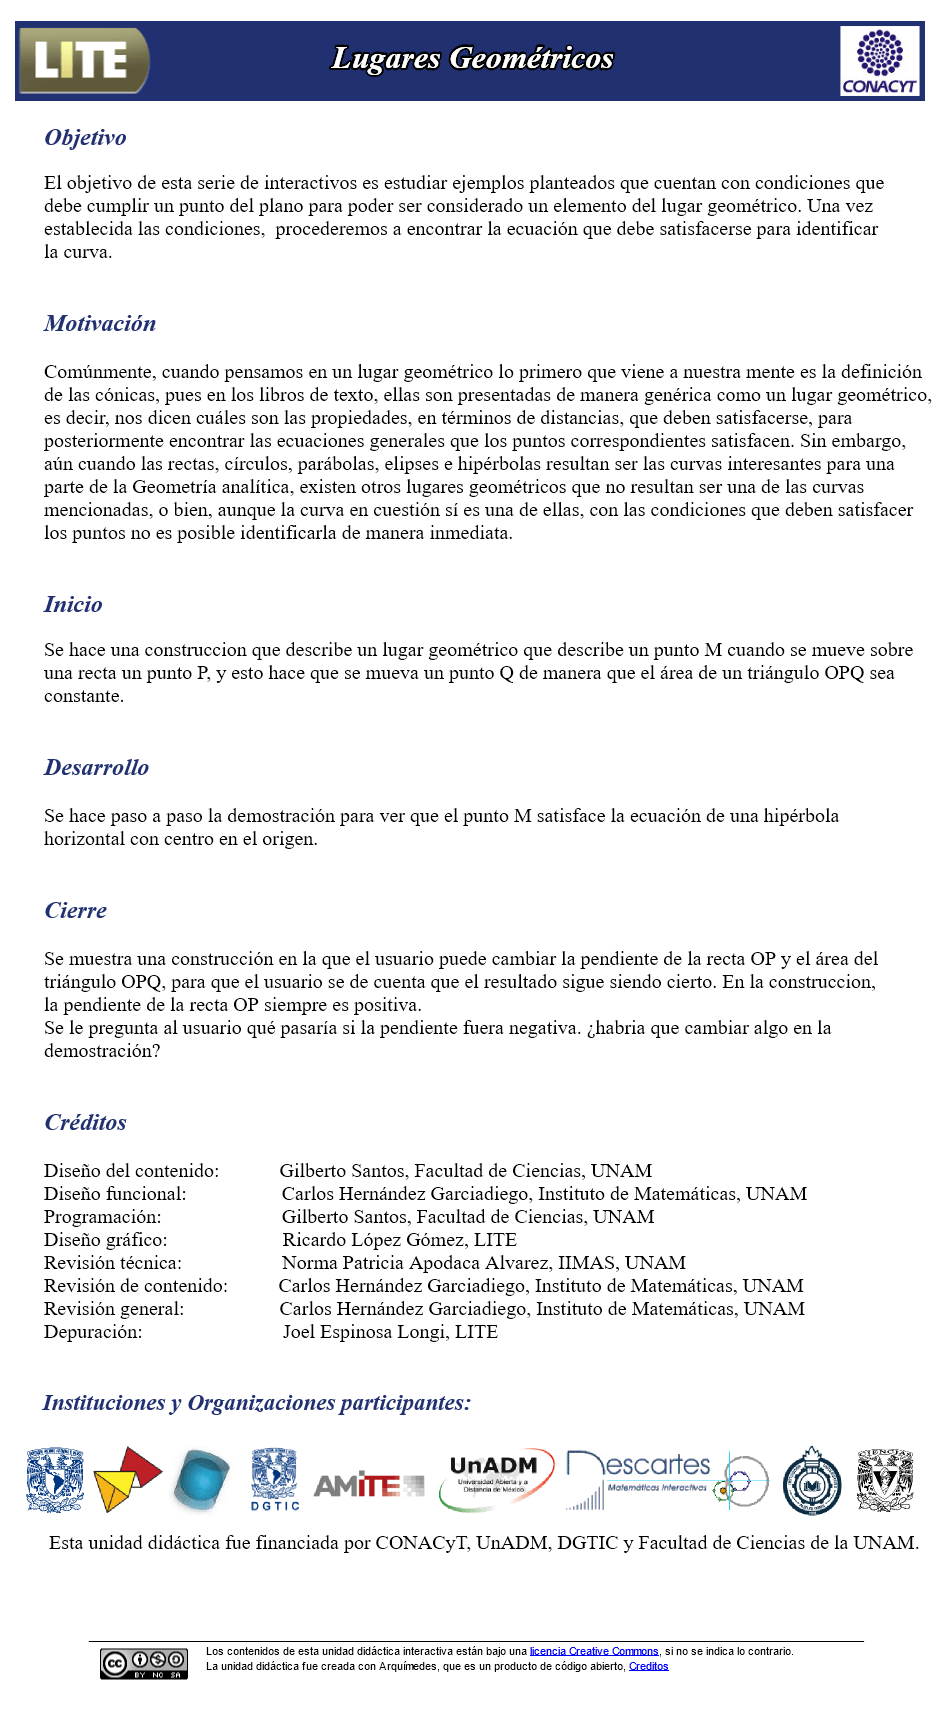 LITE
Lugares Geométricos
CONACYT
Objetivo
El objetivo de esta serie de interactivos es estudiar ejemplos planteados que cuentan con condiciones que
debe cumplir un punto del plano para poder ser considerado un elemento del lugar geométrico. Una vez
establecida las condiciones,  procederemos a encontrar la ecuación que debe satisfacerse para identificar
la curva.
Motivación
Comúnmente, cuando pensamos en un lugar geométrico lo primero que viene a nuestra mente es la definición
de las cónicas, pues en los libros de texto, ellas son presentadas de manera genérica como un lugar geométrico,
es decir, nos dicen cuáles son las propiedades, en términos de distancias, que deben satisfacerse, para
posteriormente encontrar las ecuaciones generales que los puntos correspondientes satisfacen. Sin embargo,
aún cuando las rectas, círculos, parábolas, elipses e hipérbolas resultan ser las curvas interesantes para una
parte de la Geometría analítica, existen otros lugares geométricos que no resultan ser una de las curvas
mencionadas, o bien, aunque la curva en cuestión sí es una de ellas, con las condiciones que deben satisfacer
los puntos no es posible identificarla de manera inmediata.
Inicio
Se hace una construccion que describe un lugar geométrico que describe un punto M cuando se mueve sobre
una recta un punto P, y esto hace que se mueva un punto Q de manera que el área de un triángulo OPQ sea
constante.
Desarrollo
Se hace paso a paso la demostración para ver que el punto M satisface la ecuación de una hipérbola
horizontal con centro en el origen.
Cierre
Se muestra una construcción en la que el usuario puede cambiar la pendiente de la recta OP y el área del
triángulo OPQ, para que el usuario se de cuenta que el resultado sigue siendo cierto. En la construccion,
la pendiente de la recta OP siempre es positiva.
Se le pregunta al usuario qué pasaría si la pendiente fuera negativa. ¿habria que cambiar algo en la
demostración?
Créditos
Diseño del contenido: Gilberto Santos, Facultad de Ciencias, UNAM
Diseño funcional: Carlos Hernández Garciadiego, Instituto de Matemáticas, UNAM
Programación: Gilberto Santos, Facultad de Ciencias, UNAM
Diseño gráfico: Ricardo López Gómez, LITE
Revisión técnica: Norma Patricia Apodaca Alvarez, IIMAS, UNAM
Revisión de contenido: Carlos Hernández Garciadiego, Instituto de Matemáticas, UNAM
Revisión general: Carlos Hernández Garciadiego, Instituto de Matemáticas, UNAM
Depuración: Joel Espinosa Longi, LITE
Instituciones y Organizaciones participantes:
DGTIC
AMiTE
UnADM
Universidad Abierta y a
Distancia de México
Descartes
Matemáticas Interactivas
CIENCIAS
Esta unidad didáctica fue financiada por CONACyT, UnADM, DGTIC y Facultad de Ciencias de la UNAM.
Los contenidos de esta unidad didáctica interactiva están bajo una licencia Creative Commons, si no se indica lo contrario.
La unidad didáctica fue creada con Arquímedes, que es un producto de código abierto, Creditos
cc BY NC SA